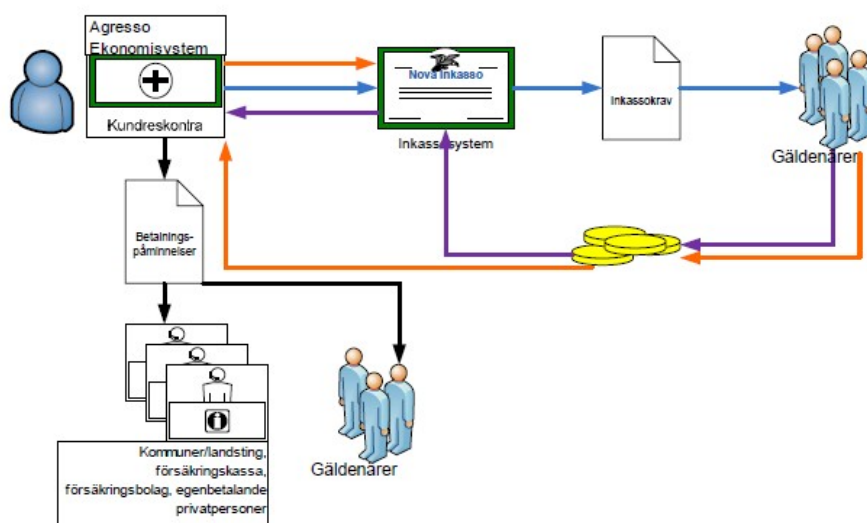 Agresso
Ekonomisystem
Kundreskontra
Nova Inkasso
Inkassosystem
Inkassokrav
Gäldenärer
Betalnings-
påminnelser
Gäldenärer
Kommuner/landsting,
försäkringskassa,
försäkringsbolag, egenbetalande
privatpersoner